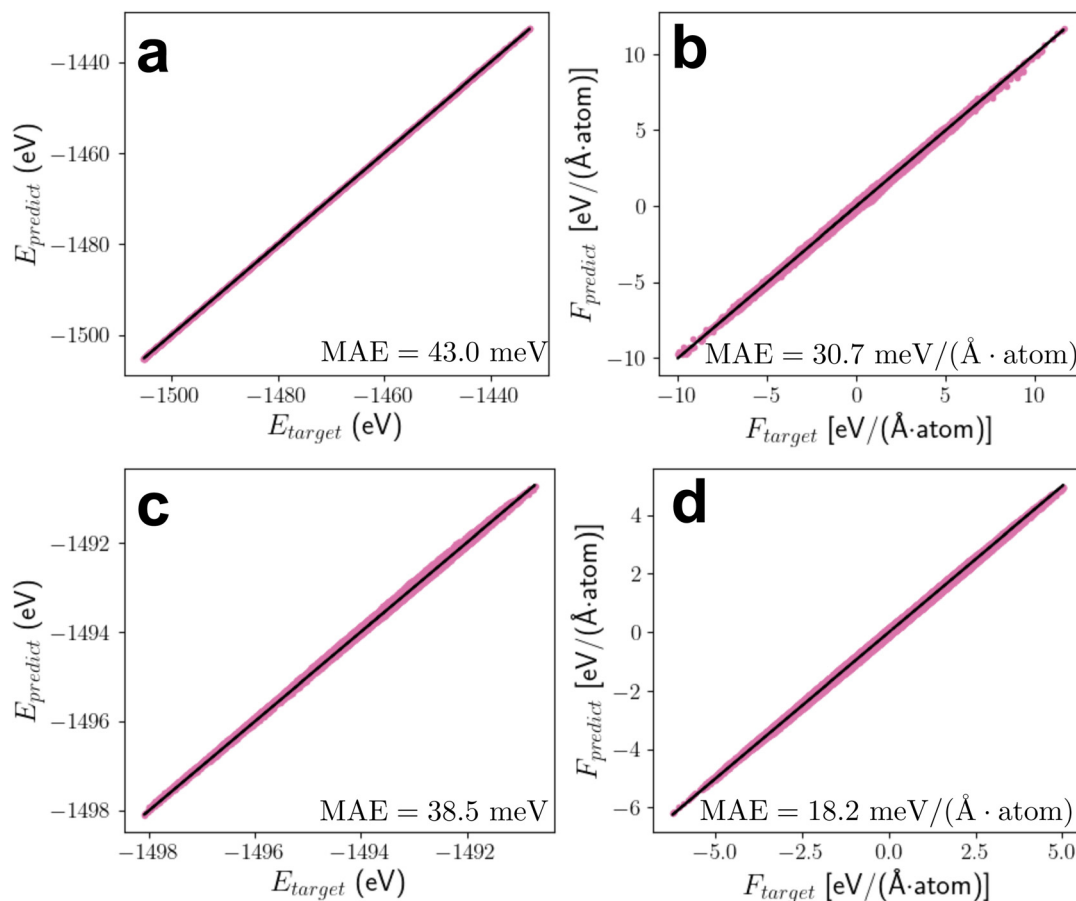 a
E_predict (eV)
−1440
−1460
−1480
−1500
MAE = 43.0 meV
−1500 −1480 −1460 −1440
E_target (eV)
b
F_predict [eV/(Å·atom)]
10
5
0
−5
−10
MAE = 30.7 meV/(Å · atom)
−10 −5 0 5 10
F_target [eV/(Å·atom)]
c
E_predict (eV)
−1492
−1494
−1496
−1498
MAE = 38.5 meV
−1498 −1496 −1494 −1492
E_target (eV)
d
F_predict [eV/(Å·atom)]
4
2
0
−2
−4
−6
MAE = 18.2 meV/(Å · atom)
−5.0 −2.5 0.0 2.5 5.0
F_target [eV/(Å·atom)]